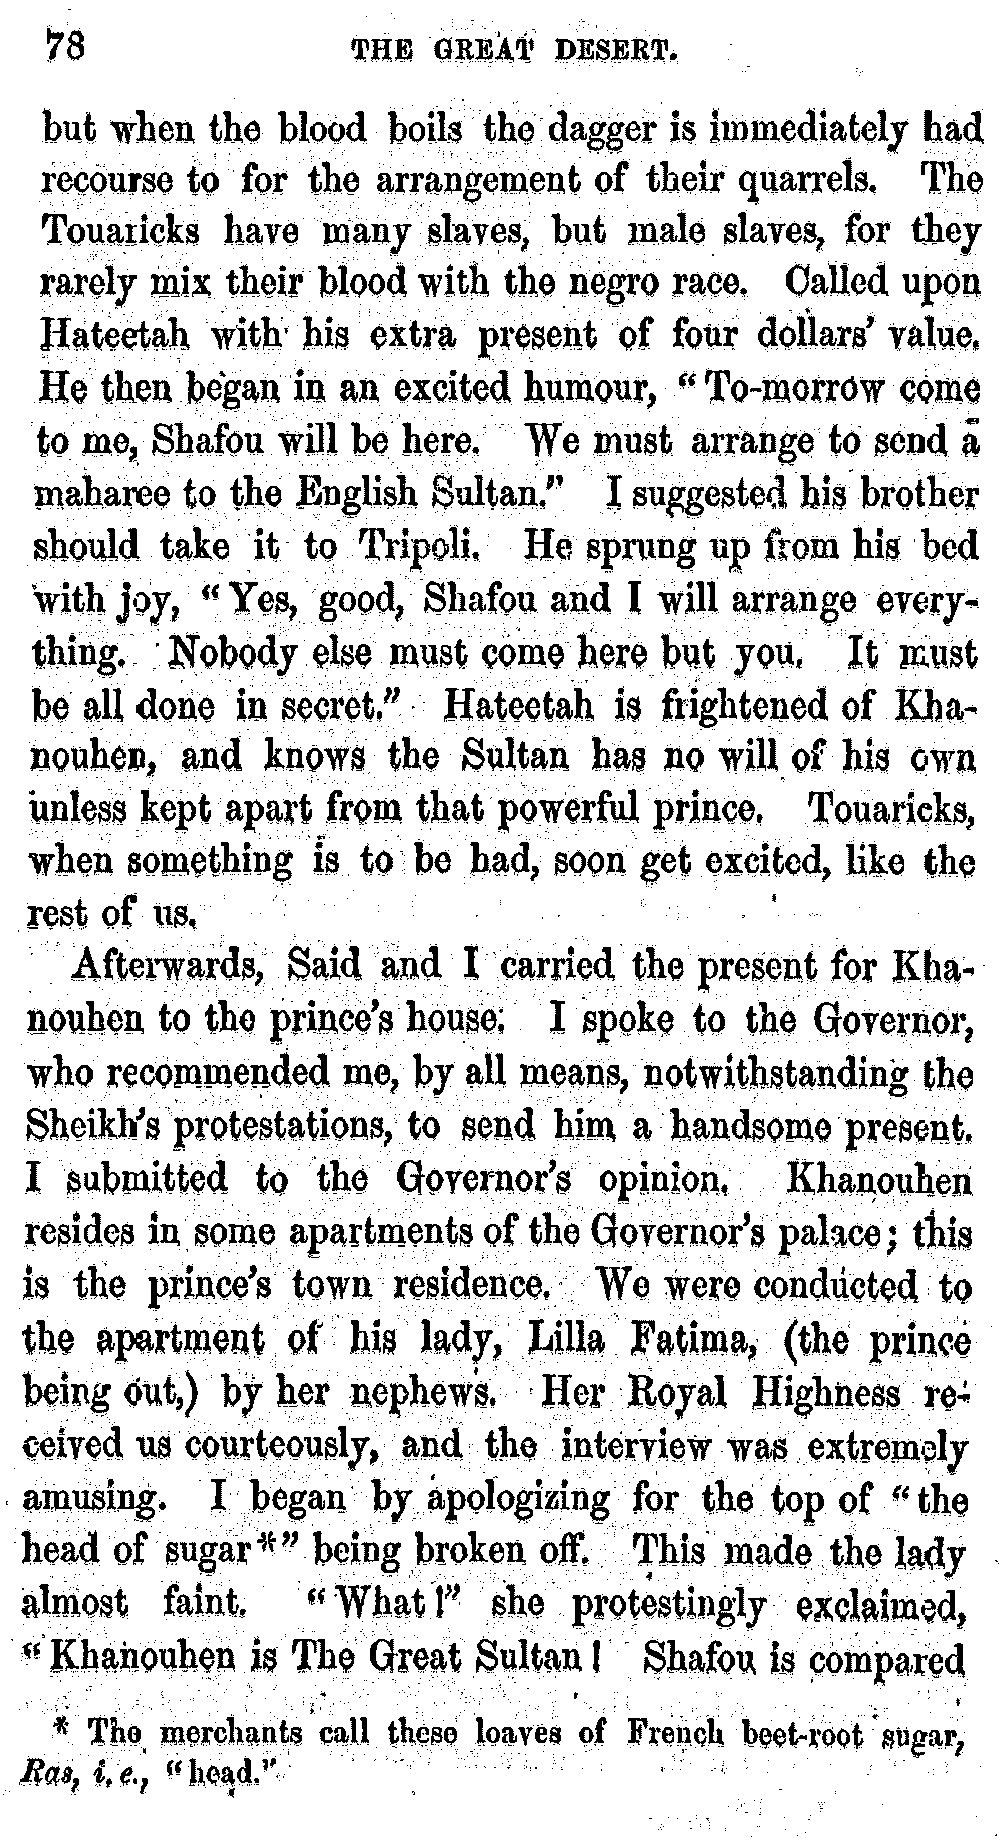 78 THE GREAT DESERT.
but when the blood boils the dagger is immediately had
recourse to for the arrangement of their quarrels. The
Touaricks have many slaves, but male slaves, for they
rarely mix their blood with the negro race. Called upon
Hateetah with his extra present of four dollars' value.
He then began in an excited humour, "To-morrow come
to me, Shafou will be here. We must arrange to send a
maharee to the English Sultan." I suggested his brother
should take it to Tripoli. He sprung up from his bed
with joy, "Yes, good, Shafou and I will arrange every-
thing. Nobody else must come here but you. It must
be all done in secret." Hateetah is frightened of Kha-
nouhen, and knows the Sultan has no will of his own
unless kept apart from that powerful prince. Touaricks,
when something is to be had, soon get excited, like the
rest of us.
Afterwards, Said and I carried the present for Kha-
nouhen to the prince's house. I spoke to the Governor,
who recommended me, by all means, notwithstanding the
Sheikh's protestations, to send him a handsome present.
I submitted to the Governor's opinion. Khanouhen
resides in some apartments of the Governor's palace; this
is the prince's town residence. We were conducted to
the apartment of his lady, Lilla Fatima, (the prince
being out,) by her nephews. Her Royal Highness re-
ceived us courteously, and the interview was extremely
amusing. I began by apologizing for the top of "the
head of sugar*" being broken off. This made the lady
almost faint. "What!" she protestingly exclaimed,
"Khanouhen is The Great Sultan! Shafou is compared
* The merchants call these loaves of French beet-root sugar,
Ras, i. e., "head."